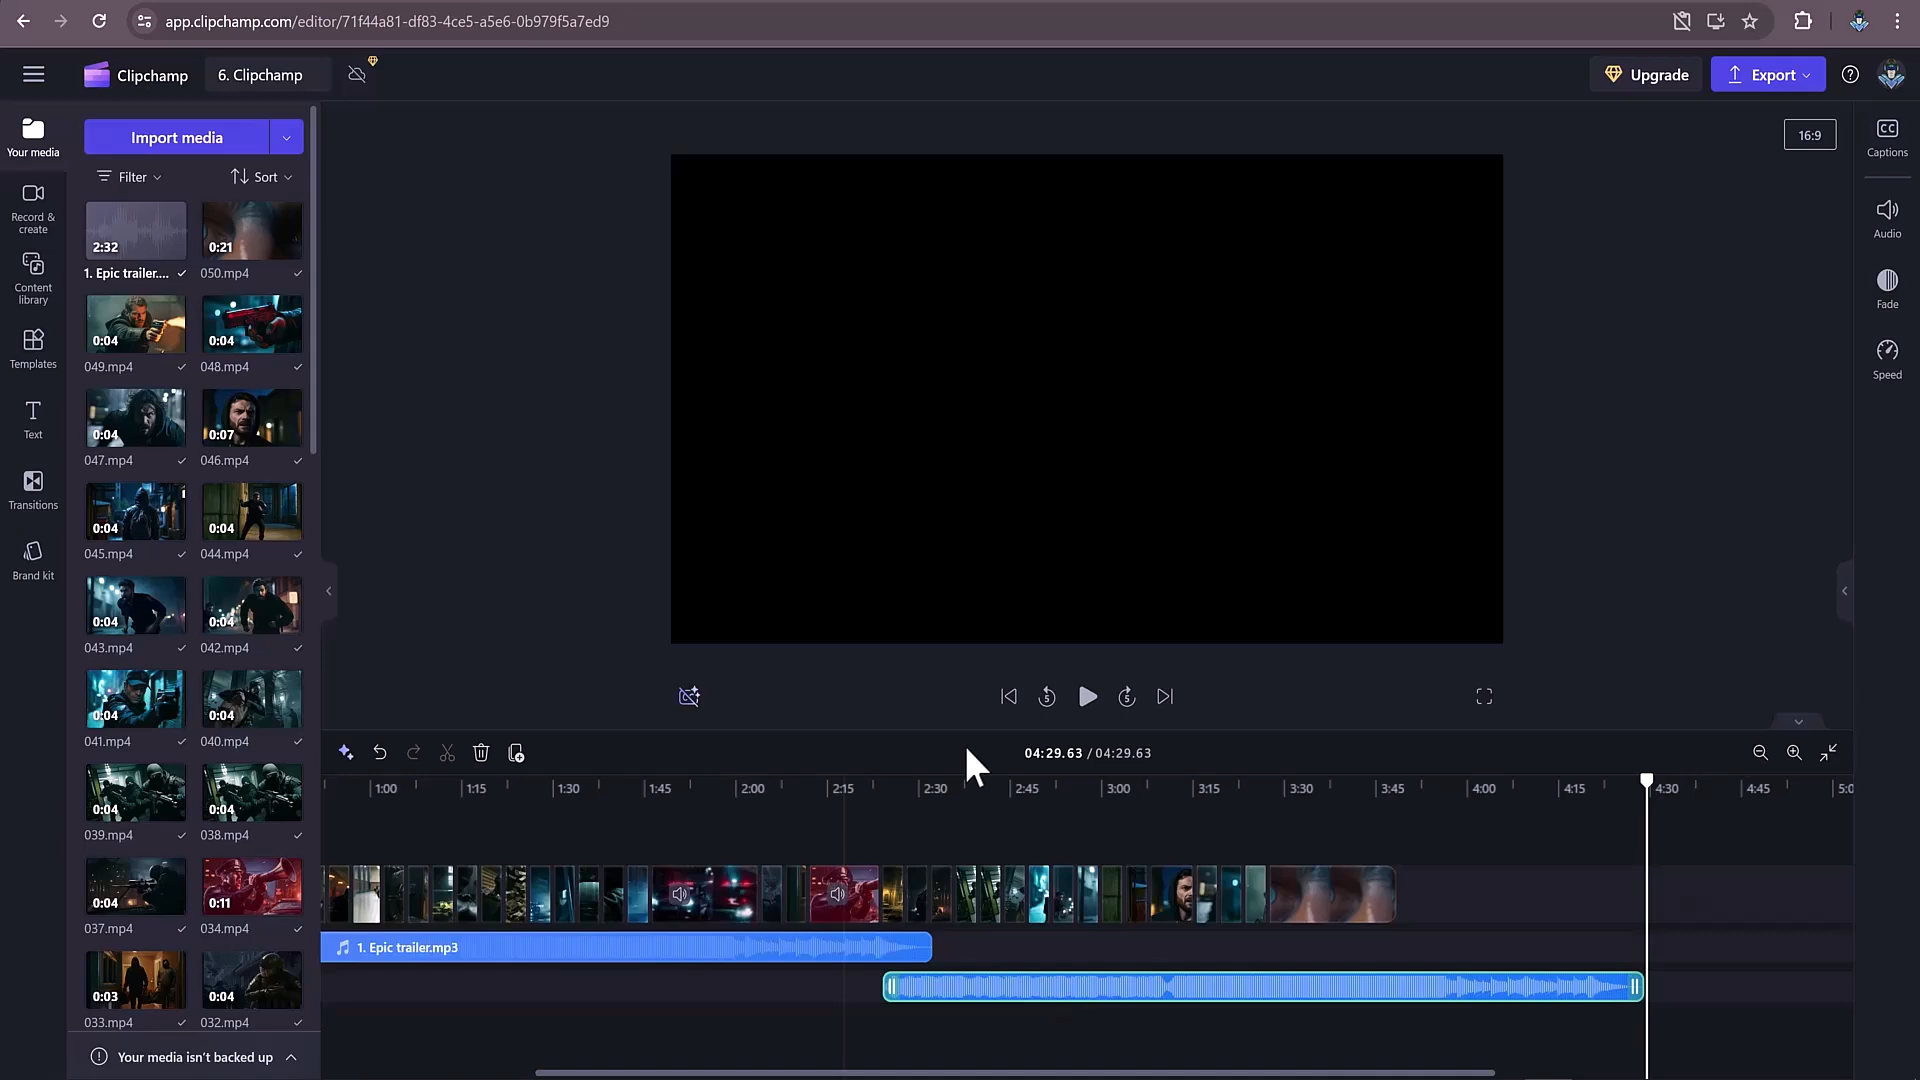 app.clipchamp.com/editor/71f44a81-df83-4ce5-a5e6-0b979f5a7ed9
Clipchamp
6. Clipchamp
Upgrade
Export
Your media
Record & create
Content library
Templates
Text
Transitions
Brand kit
Import media
Filter
Sort
2:32
0:21
1. Epic trailer....
050.mp4
0:04
0:04
049.mp4
048.mp4
0:04
0:07
047.mp4
046.mp4
0:04
0:04
045.mp4
044.mp4
0:04
0:04
043.mp4
042.mp4
0:04
0:04
041.mp4
040.mp4
0:04
0:04
039.mp4
038.mp4
0:04
0:11
037.mp4
034.mp4
0:03
0:04
033.mp4
032.mp4
Your media isn't backed up
16:9
CC
Captions
Audio
Fade
Speed
5
5
04:29.63 / 04:29.63
1:00
1:15
1:30
1:45
2:00
2:15
2:30
2:45
3:00
3:15
3:30
3:45
4:00
4:15
4:30
4:45
5:0
1. Epic trailer.mp3